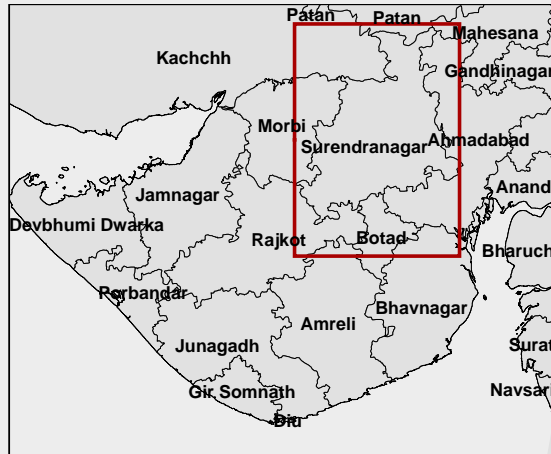 Patan
Patan
Mahesana
Kachchh
Gandhinagar
Morbi
Surendranagar
Ahmadabad
Jamnagar
Anand
Devbhumi Dwarka
Rajkot
Botad
Bharuch
Porbandar
Amreli
Bhavnagar
Junagadh
Surat
Gir Somnath
Navsar
Diu